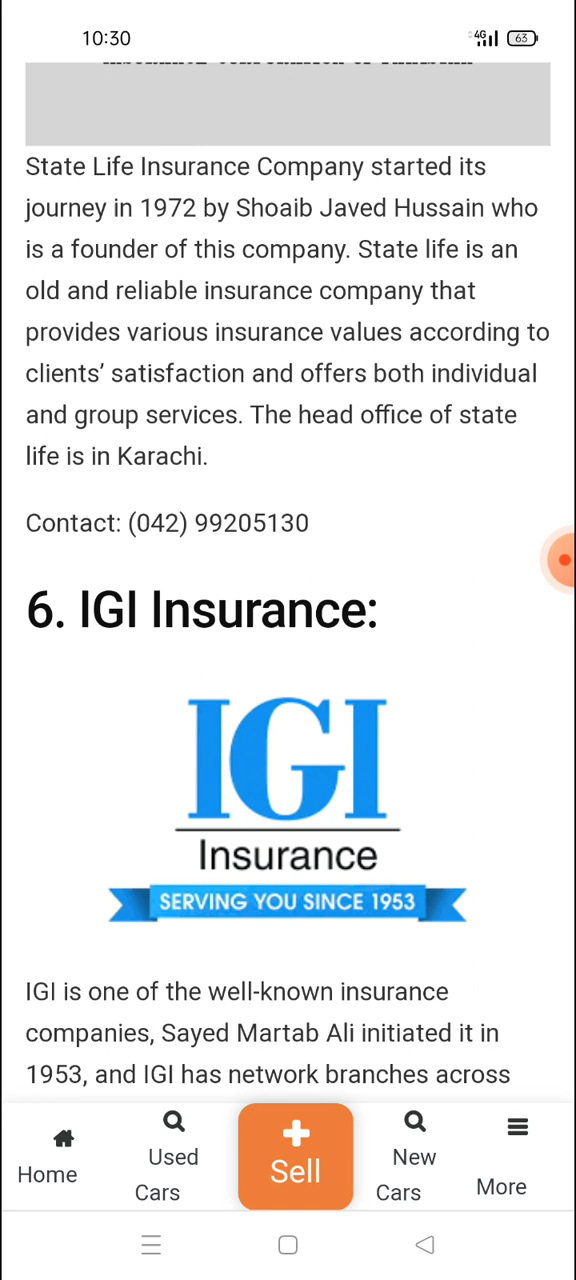 10:30
4G
63
State Life Insurance Company started its
journey in 1972 by Shoaib Javed Hussain who
is a founder of this company. State life is an
old and reliable insurance company that
provides various insurance values according to
clients’ satisfaction and offers both individual
and group services. The head office of state
life is in Karachi.
Contact: (042) 99205130
6. IGI Insurance:
IGI
Insurance
SERVING YOU SINCE 1953
IGI is one of the well-known insurance
companies, Sayed Martab Ali initiated it in
1953, and IGI has network branches across
Home
Used
Cars
Sell
New
Cars
More